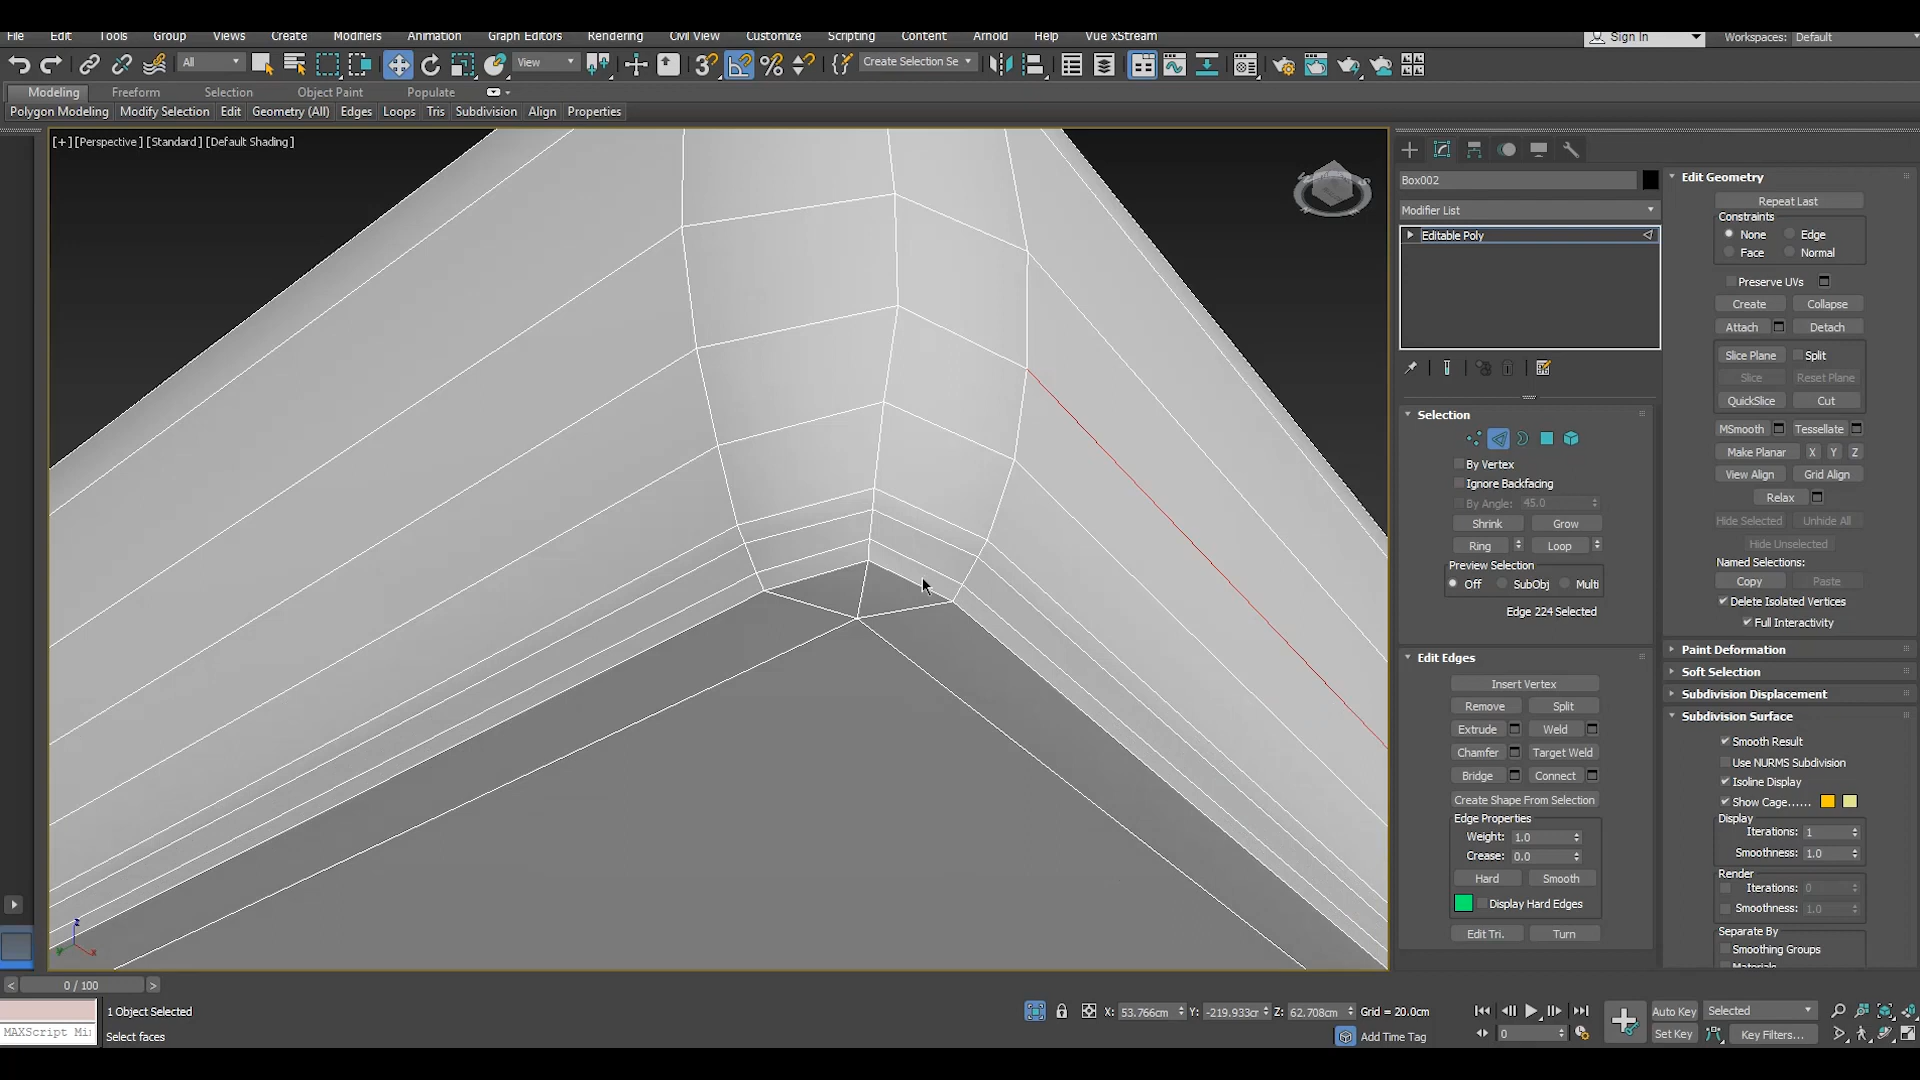 File Edit Tools Group Views Create Modifiers Animation Graph Editors Rendering Civil View Customize Scripting Content Arnold Help Vue xStream Sign In Workspaces: Default
All View Create Selection Se
Modeling Freeform Selection Object Paint Populate
Polygon Modeling Modify Selection Edit Geometry (All) Edges Loops Tris Subdivision Align Properties
[+] [Perspective] [Standard] [Default Shading]
Box002
Modifier List
Editable Poly
Selection
By Vertex
Ignore Backfacing
By Angle: 45.0
Shrink Grow
Ring Loop
Preview Selection
Off SubObj Multi
Edge 224 Selected
Edit Edges
Insert Vertex
Remove Split
Extrude Weld
Chamfer Target Weld
Bridge Connect
Create Shape From Selection
Edge Properties
Weight: 1.0
Crease: 0.0
Hard Smooth
Display Hard Edges
Edit Tri. Turn
Edit Geometry
Repeat Last
Constraints
None Edge
Face Normal
Preserve UVs
Create Collapse
Attach Detach
Slice Plane Split
Slice Reset Plane
QuickSlice Cut
MSmooth Tessellate
Make Planar X Y Z
View Align Grid Align
Relax
Hide Selected Unhide All
Hide Unselected
Named Selections:
Copy Paste
Delete Isolated Vertices
Full Interactivity
Paint Deformation
Soft Selection
Subdivision Displacement
Subdivision Surface
Smooth Result
Use NURMS Subdivision
Isoline Display
Show Cage......
Display
Iterations: 1
Smoothness: 1.0
Render
Iterations: 0
Smoothness: 1.0
Separate By
Smoothing Groups
Materials
z
y x
< 0 / 100 >
1 Object Selected
MAXScript Mi
Select faces
X: 53.766cm Y: -219.933cr Z: 62.708cm Grid = 20.0cm
Add Time Tag
0
Auto Key Selected
Set Key Key Filters...